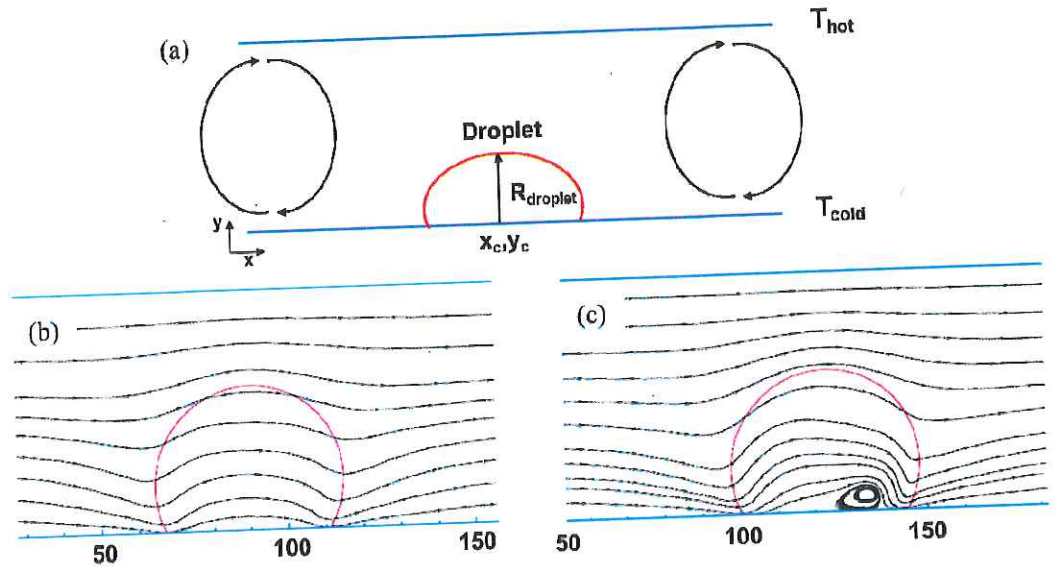 (a)
T_hot
Droplet
R_droplet
T_cold
y
x
x_c,y_c
(b)
50
100
150
(c)
50
100
150